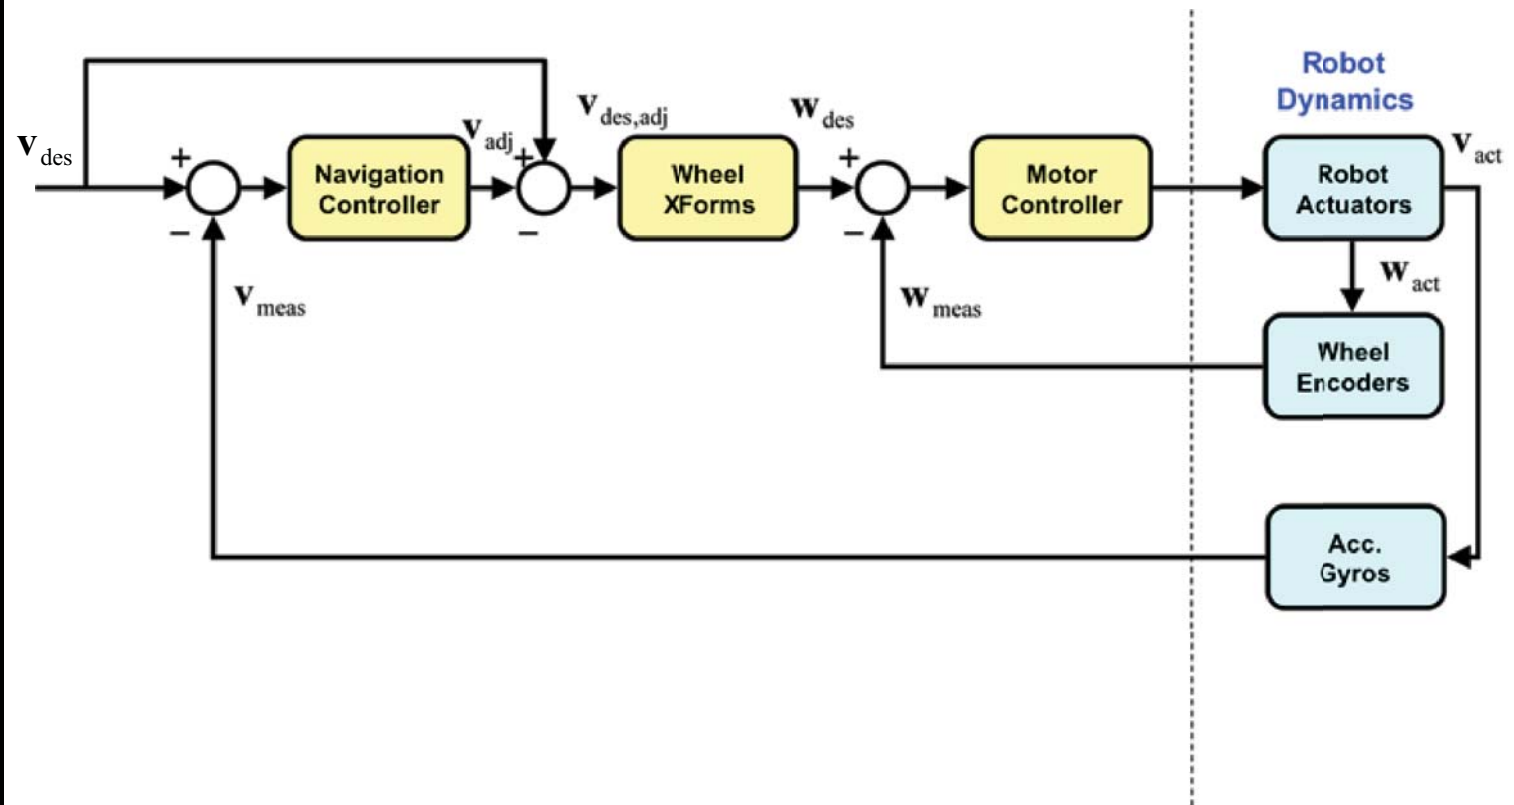 Robot
Dynamics
v des
+
−
v meas
Navigation
Controller
v adj
+
−
v des,adj
Wheel
XForms
w des
+
−
w meas
Motor
Controller
Robot
Actuators
v act
w act
Wheel
Encoders
Acc.
Gyros